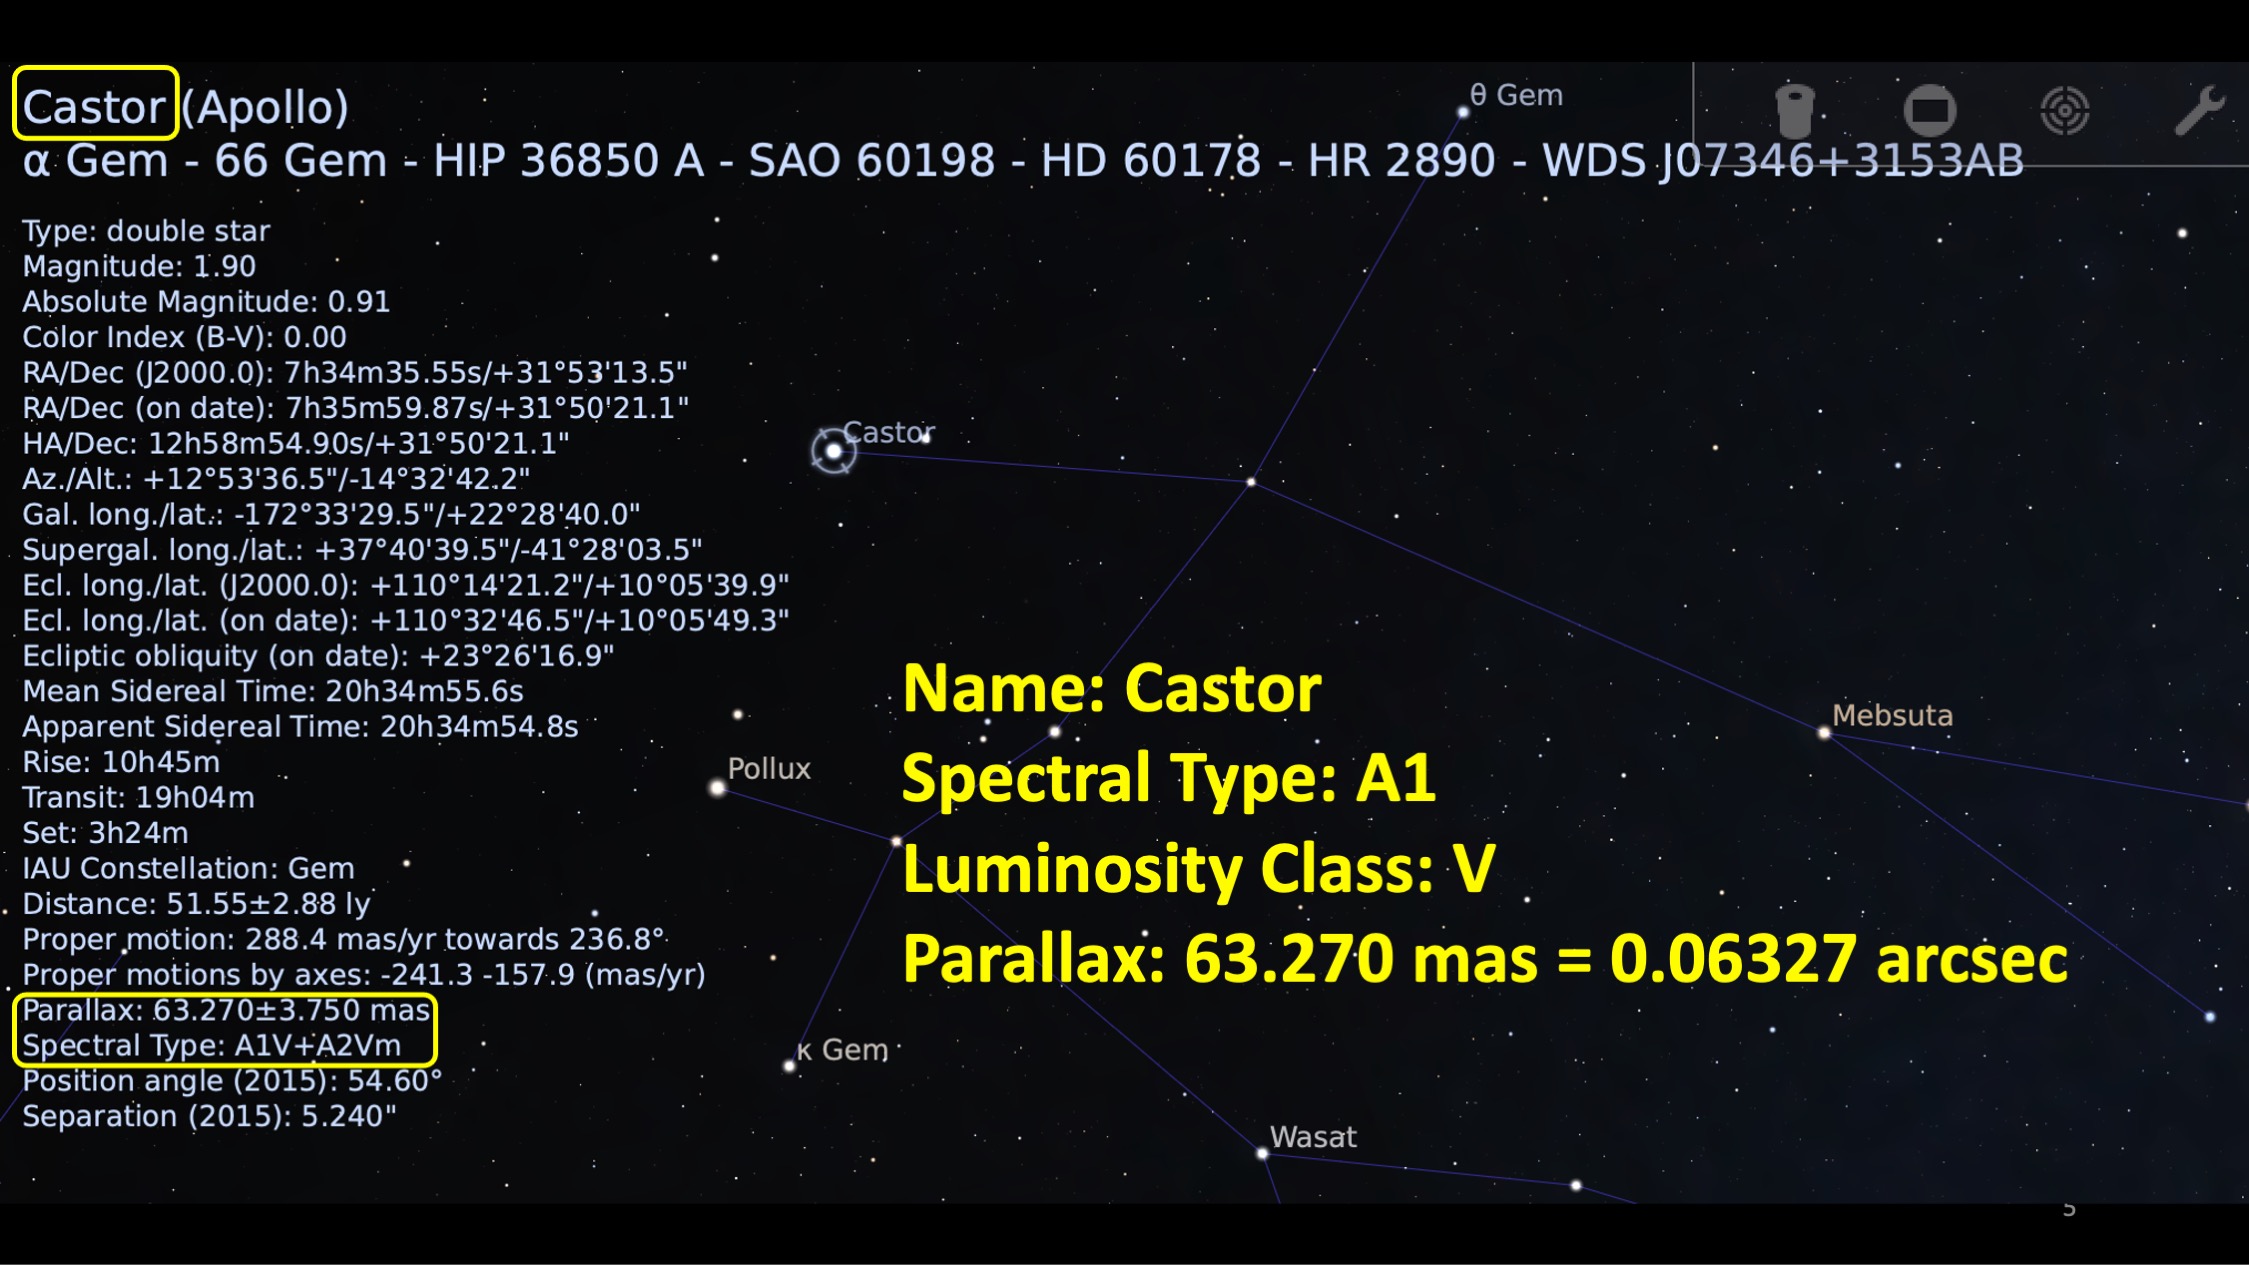 Castor (Apollo)
α Gem - 66 Gem - HIP 36850 A - SAO 60198 - HD 60178 - HR 2890 - WDS J07346+3153AB
Type: double star
Magnitude: 1.90
Absolute Magnitude: 0.91
Color Index (B-V): 0.00
RA/Dec (J2000.0): 7h34m35.55s/+31°53'13.5"
RA/Dec (on date): 7h35m59.87s/+31°50'21.1"
HA/Dec: 12h58m54.90s/+31°50'21.1"
Az./Alt.: +12°53'36.5"/-14°32'42.2"
Gal. long./lat.: -172°33'29.5"/+22°28'40.0"
Supergal. long./lat.: +37°40'39.5"/-41°28'03.5"
Ecl. long./lat. (J2000.0): +110°14'21.2"/+10°05'39.9"
Ecl. long./lat. (on date): +110°32'46.5"/+10°05'49.3"
Ecliptic obliquity (on date): +23°26'16.9"
Mean Sidereal Time: 20h34m55.6s
Apparent Sidereal Time: 20h34m54.8s
Rise: 10h45m
Transit: 19h04m
Set: 3h24m
IAU Constellation: Gem
Distance: 51.55±2.88 ly
Proper motion: 288.4 mas/yr towards 236.8°
Proper motions by axes: -241.3 -157.9 (mas/yr)
Parallax: 63.270±3.750 mas
Spectral Type: A1V+A2Vm
Position angle (2015): 54.60°
Separation (2015): 5.240"
θ Gem
Castor
Pollux
Mebsuta
κ Gem
Wasat
Name: Castor
Spectral Type: A1
Luminosity Class: V
Parallax: 63.270 mas = 0.06327 arcsec
5